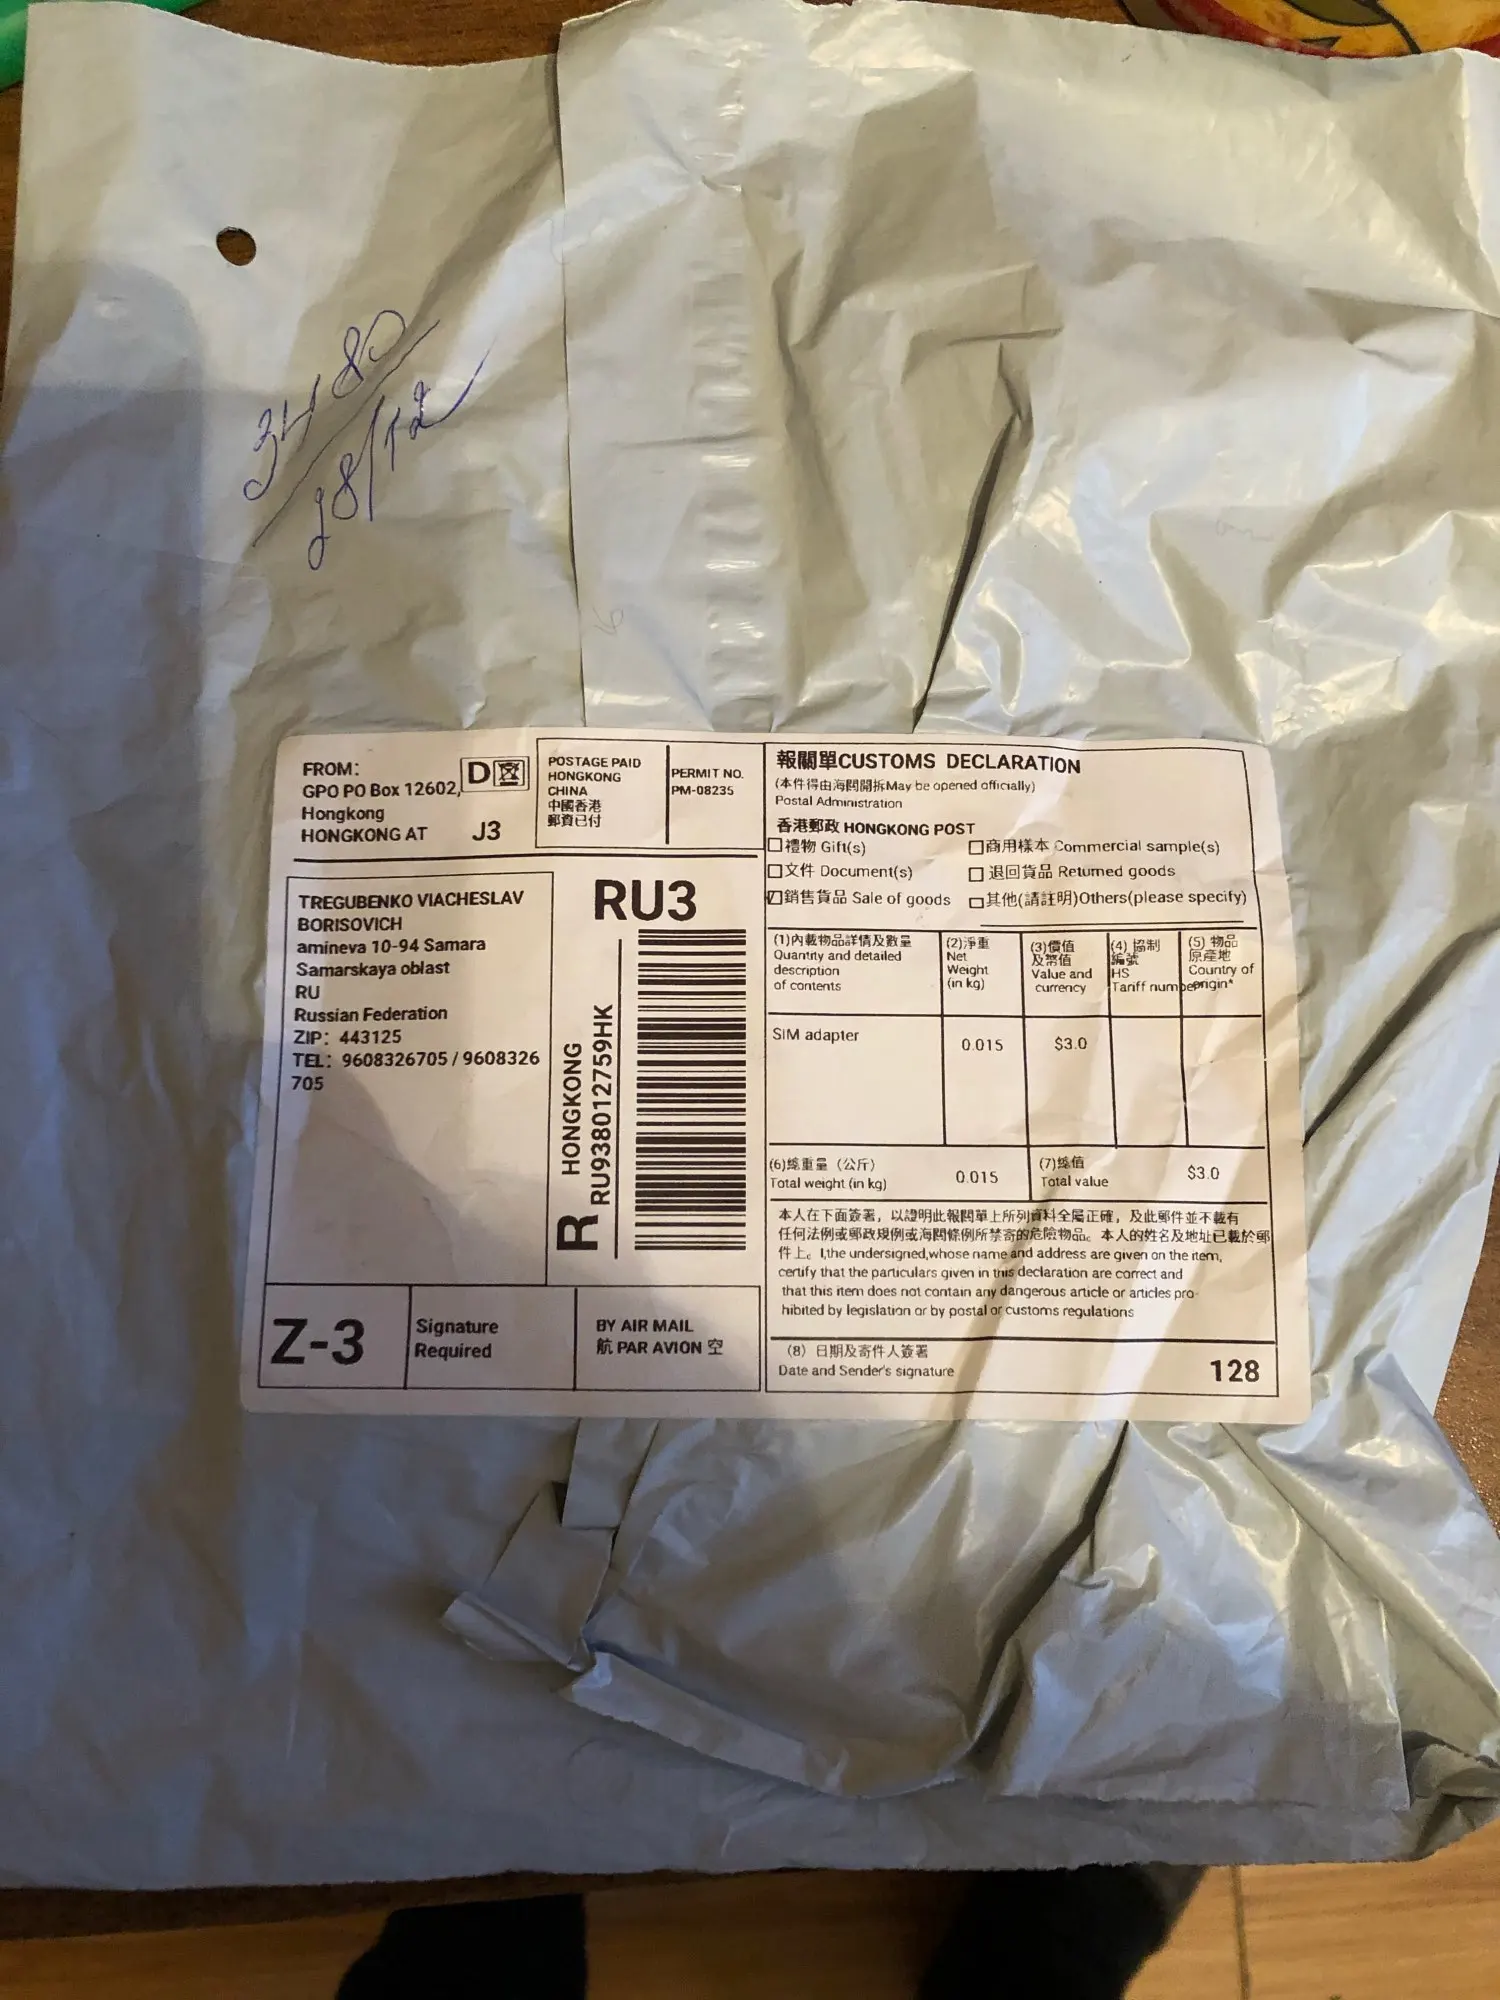 3480
28/12
FROM:
GPO PO Box 12602,
Hongkong
HONGKONG AT J3
D
POSTAGE PAID
HONGKONG
CHINA
中國香港
郵資已付
PERMIT NO.
PM-08235
TREGUBENKO VIACHESLAV
BORISOVICH
amineva 10-94 Samara
Samarskaya oblast
RU
Russian Federation
ZIP: 443125
TEL: 9608326705 / 9608326
705
RU3
R HONGKONG
RU938012759HK
Z-3
Signature
Required
BY AIR MAIL
航 PAR AVION 空
報關單CUSTOMS DECLARATION
(本件得由海關開拆May be opened officially)
Postal Administration
香港郵政 HONGKONG POST
禮物 Gift(s) 商用樣本 Commercial sample(s)
文件 Document(s) 退回貨品 Returned goods
銷售貨品 Sale of goods 其他(請註明)Others(please specify)
(1)內載物品詳情及數量
Quantity and detailed
description
of contents
(2)淨重
Net
Weight
(in kg)
(3)價值
及幣值
Value and
currency
(4) 協制
編號
HS
Tariff number
(5) 物品
原產地
Country of
origin*
SIM adapter 0.015 $3.0
(6)總重量（公斤）
Total weight (in kg) 0.015
(7)總值
Total value $3.0
本人在下面簽署，以證明此報關單上所列資料全屬正確，及此郵件並不載有
任何法例或郵政規例或海關條例所禁寄的危險物品。本人的姓名及地址已載於郵
件上。I,the undersigned,whose name and address are given on the item,
certify that the particulars given in this declaration are correct and
that this item does not contain any dangerous article or articles pro-
hibited by legislation or by postal or customs regulations
(8) 日期及寄件人簽署
Date and Sender's signature 128